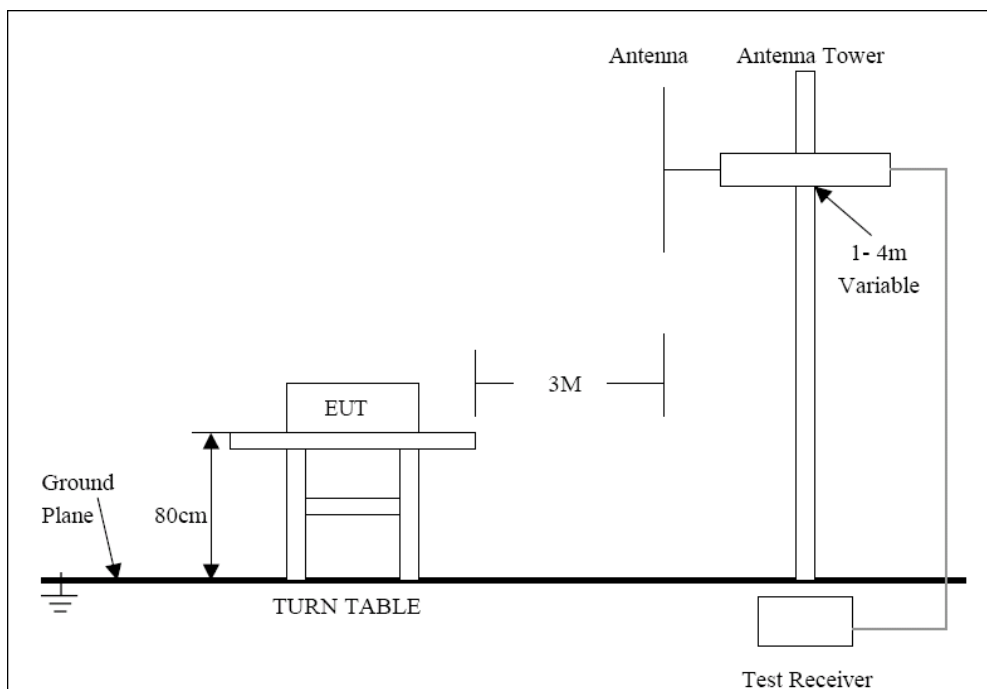 Antenna
Antenna Tower
1- 4m
Variable
3M
EUT
Ground
Plane
80cm
TURN TABLE
Test Receiver